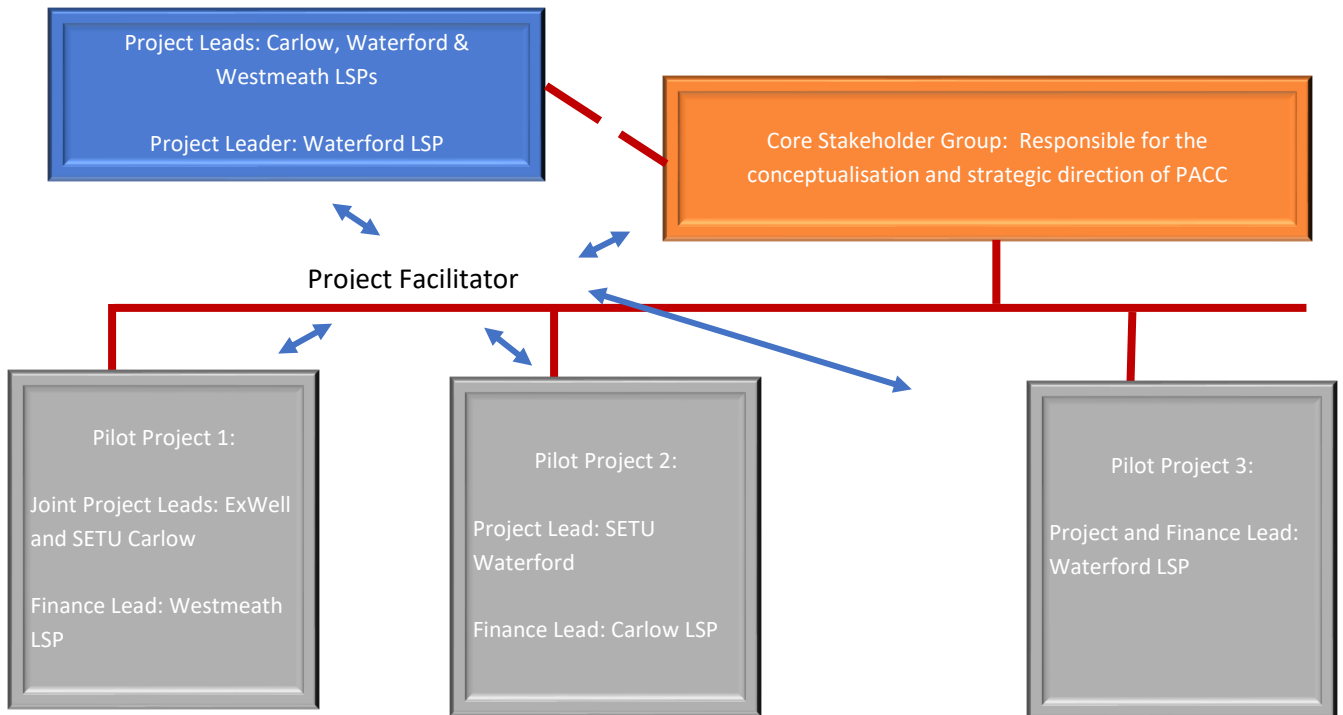 Project Leads: Carlow, Waterford &
Westmeath LSPs
Project Leader: Waterford LSP
Core Stakeholder Group:  Responsible for the
conceptualisation and strategic direction of PACC
Project Facilitator
Pilot Project 1:
Joint Project Leads: ExWell
and SETU Carlow
Finance Lead: Westmeath
LSP
Pilot Project 2:
Project Lead: SETU
Waterford
Finance Lead: Carlow LSP
Pilot Project 3:
Project and Finance Lead:
Waterford LSP